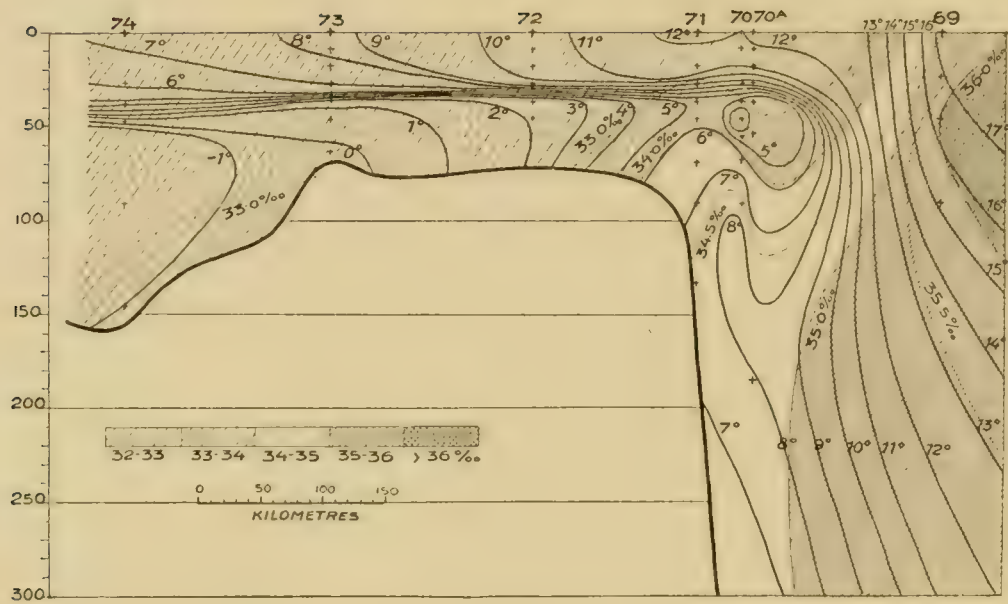 74 73 72 71 70 70A 69
0 7° 8° 9° 10° 11° 12° 12° 13° 14° 15° 16° 36·0‰
6° 17°
50 -1° 0° 1° 2° 3° 33·0‰ 4° 34·0‰ 5° 6° 5°
33·0‰ 7° 16°
100 34·5‰ 8° 15°
150 35·0‰ 35·5‰ 14°
200 13°
7° 8° 9° 10° 11° 12°
32-33 33-34 34-35 35-36 > 36‰
0 50 100 150
250 KILOMETRES
300